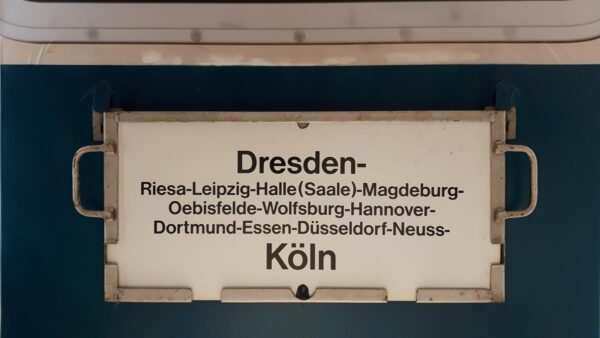 Dresden-
Riesa-Leipzig-Halle(Saale)-Magdeburg-
Oebisfelde-Wolfsburg-Hannover-
Dortmund-Essen-Düsseldorf-Neuss-
Köln